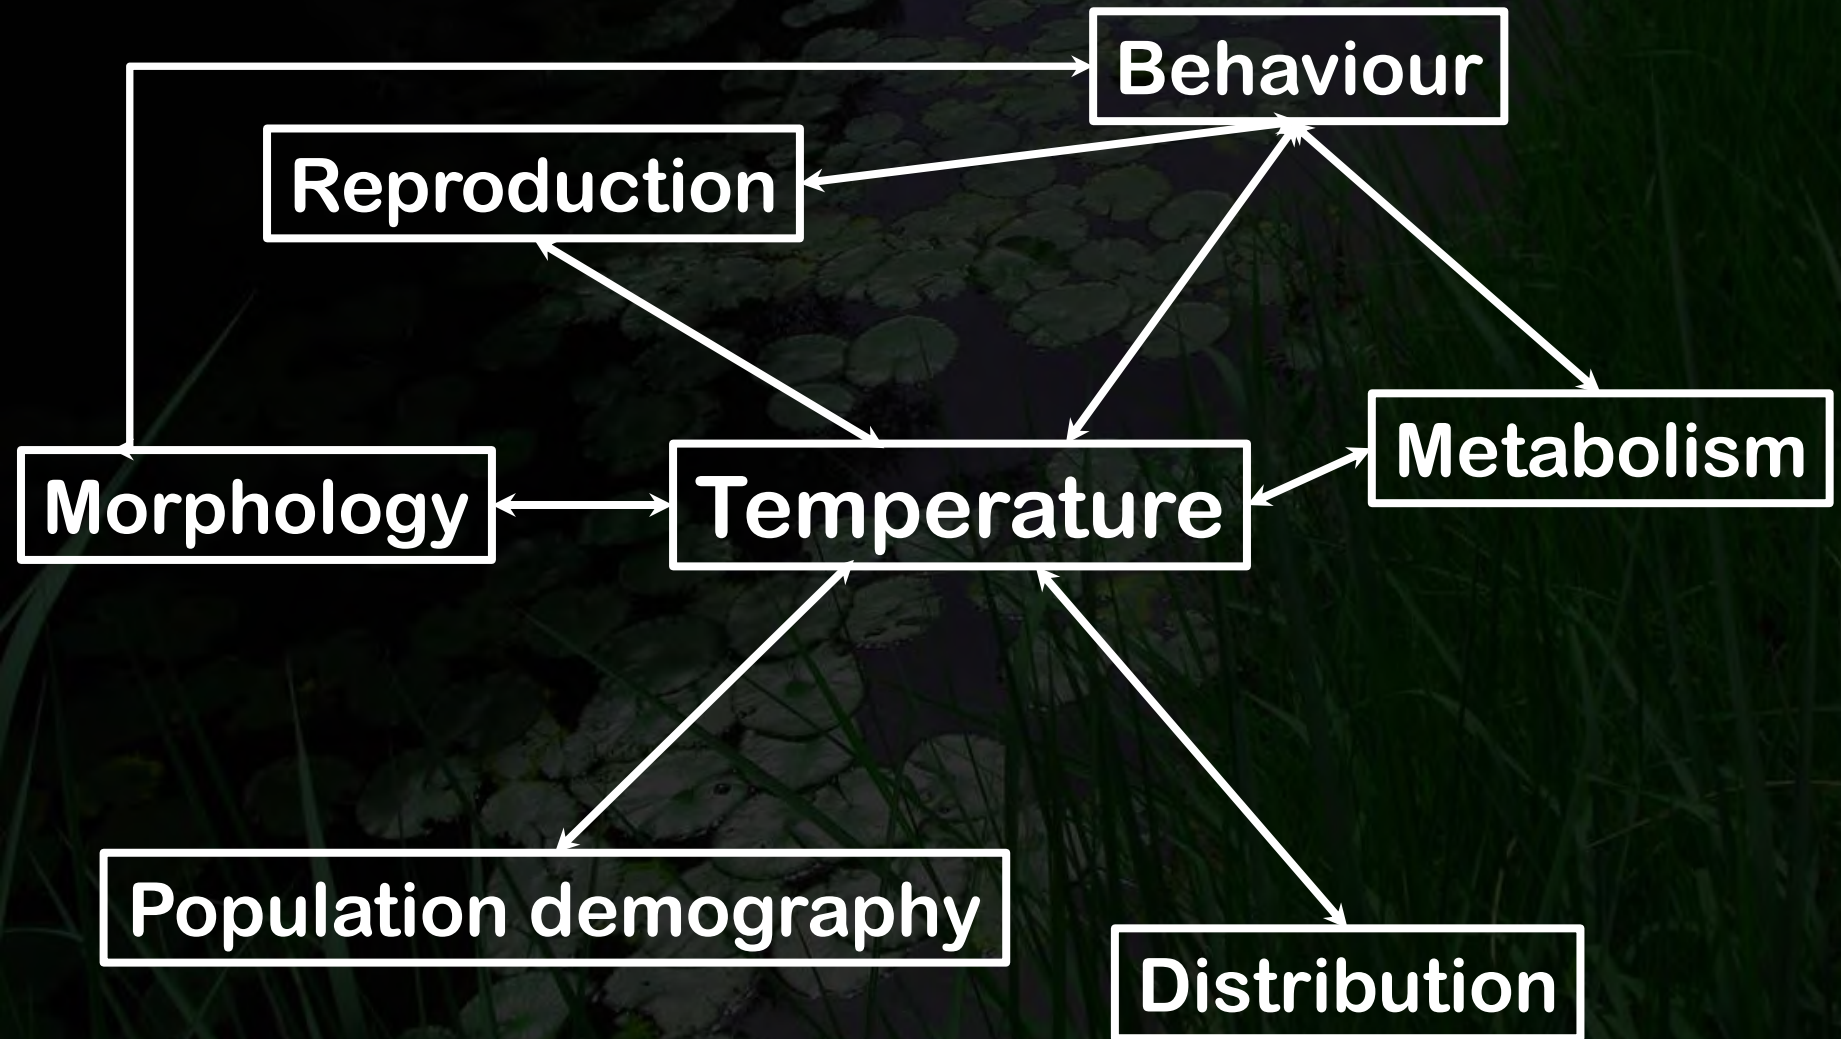 Behaviour
Reproduction
Metabolism
Morphology
Temperature
Population demography
Distribution